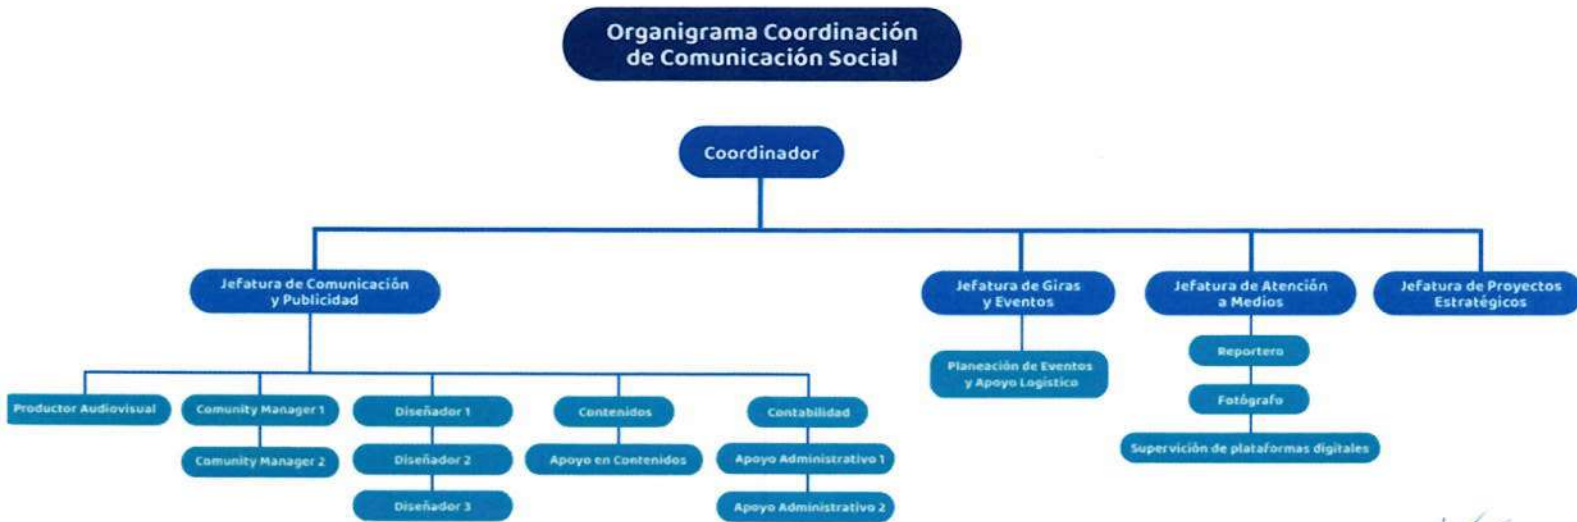 Organigrama Coordinación
de Comunicación Social
Coordinador
Jefatura de Comunicación
y Publicidad
Jefatura de Giras
y Eventos
Jefatura de Atención
a Medios
Jefatura de Proyectos
Estratégicos
Productor Audiovisual
Comunity Manager 1
Comunity Manager 2
Diseñador 1
Diseñador 2
Diseñador 3
Contenidos
Apoyo en Contenidos
Contabilidad
Apoyo Administrativo 1
Apoyo Administrativo 2
Planeación de Eventos
y Apoyo Logístico
Reportero
Fotógrafo
Supervición de plataformas digitales